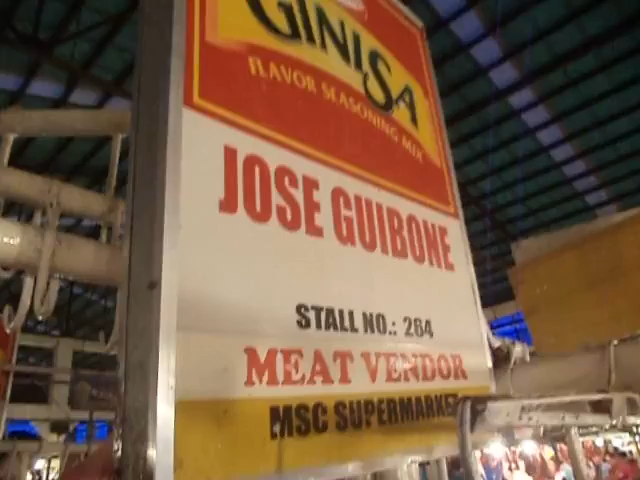 GINISA
FLAVOR SEASONING MIX
JOSE GUIBONE
STALL NO.: 264
MEAT VENDOR
MSC SUPERMARKET